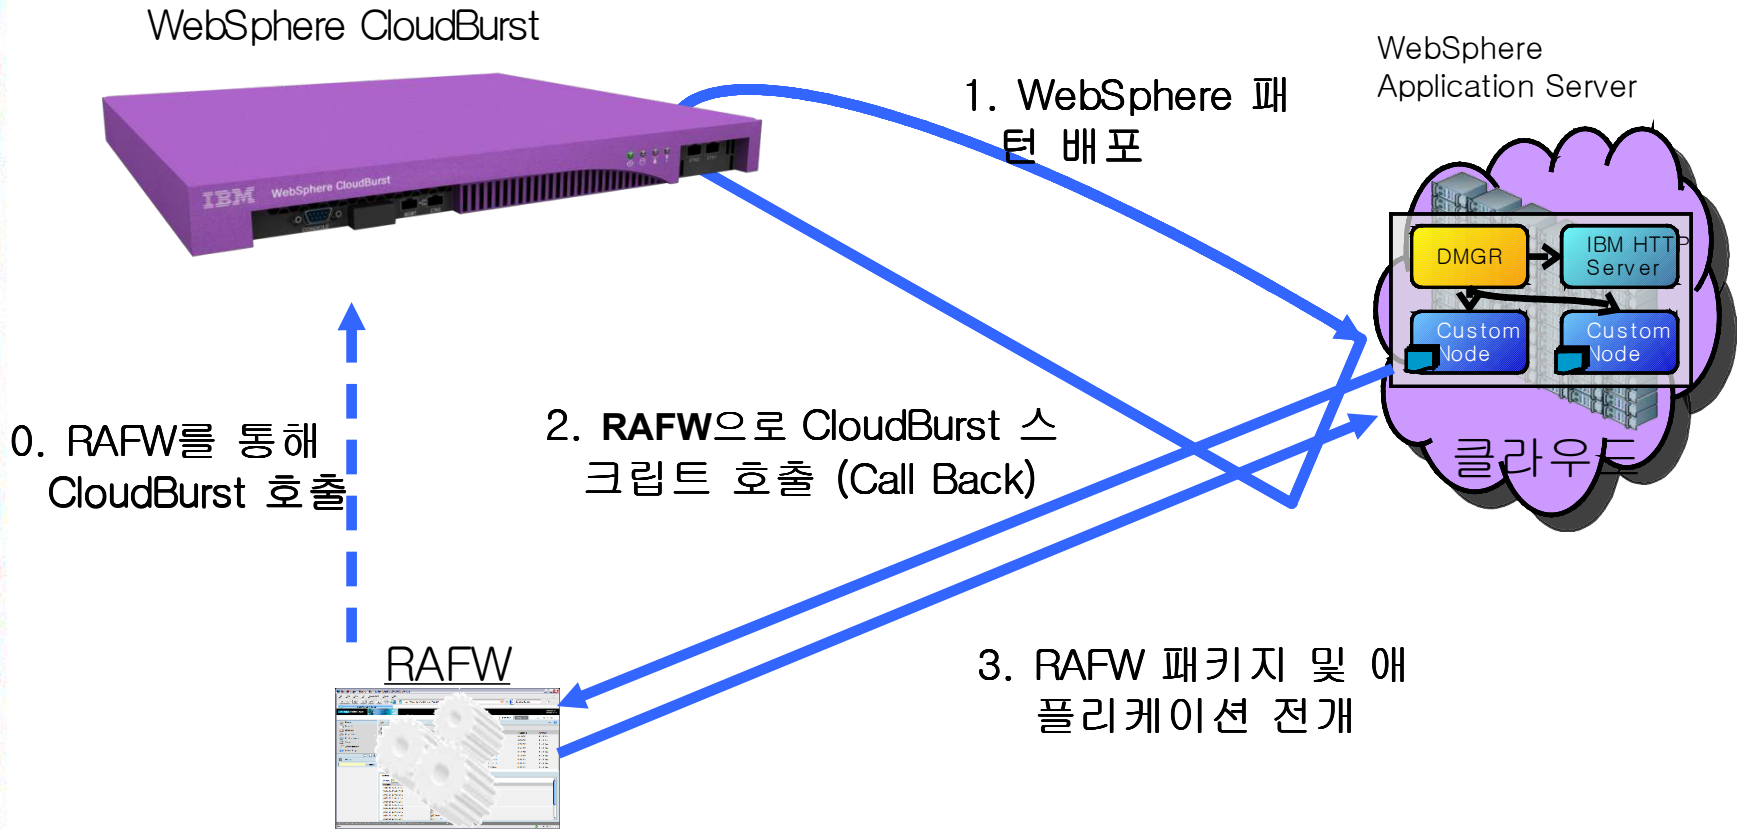 WebSphere CloudBurst
WebSphere
Application Server
1. WebSphere 패
턴 배포
IBM WebSphere CloudBurst
CONSOLE
DMGR
IBM HTTP
Server
Custom
Node
Custom
Node
클라우드
0. RAFW를 통해
CloudBurst 호출
2. RAFW으로 CloudBurst 스
크립트 호출 (Call Back)
RAFW
3. RAFW 패키지 및 애
플리케이션 전개